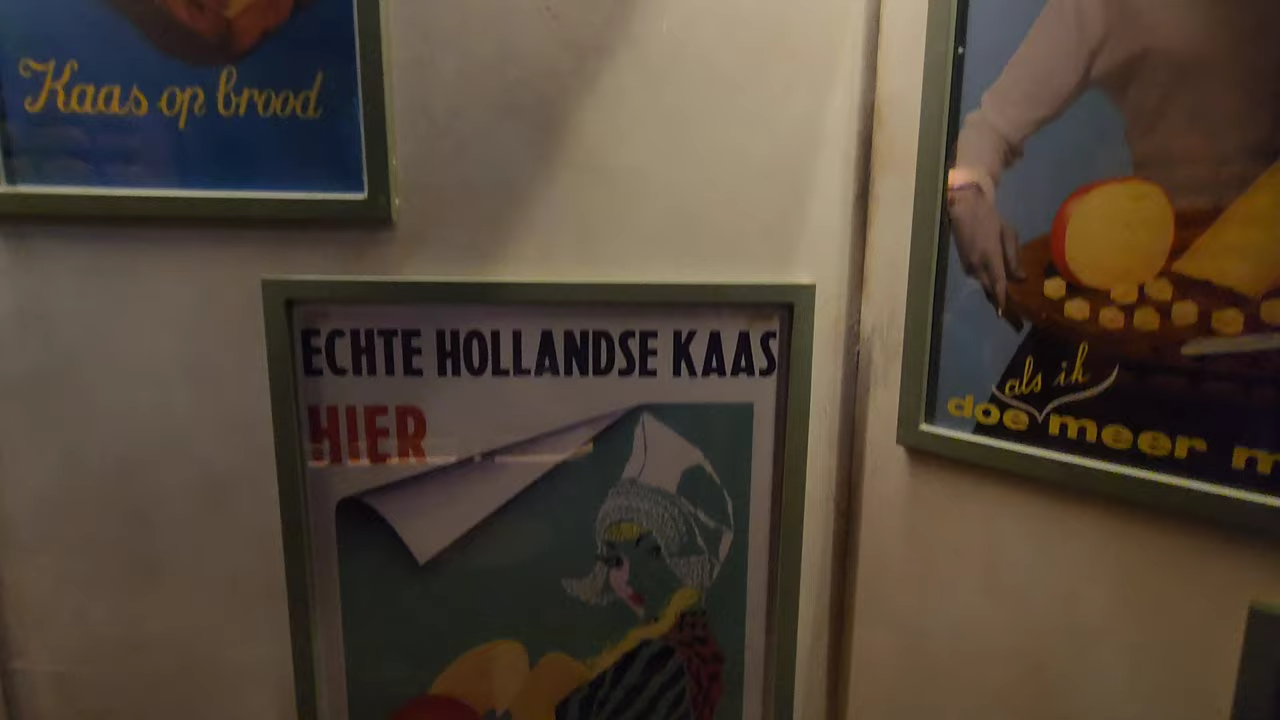 Kaas op brood
ECHTE HOLLANDSE KAAS
HIER
als ik
doe meer m